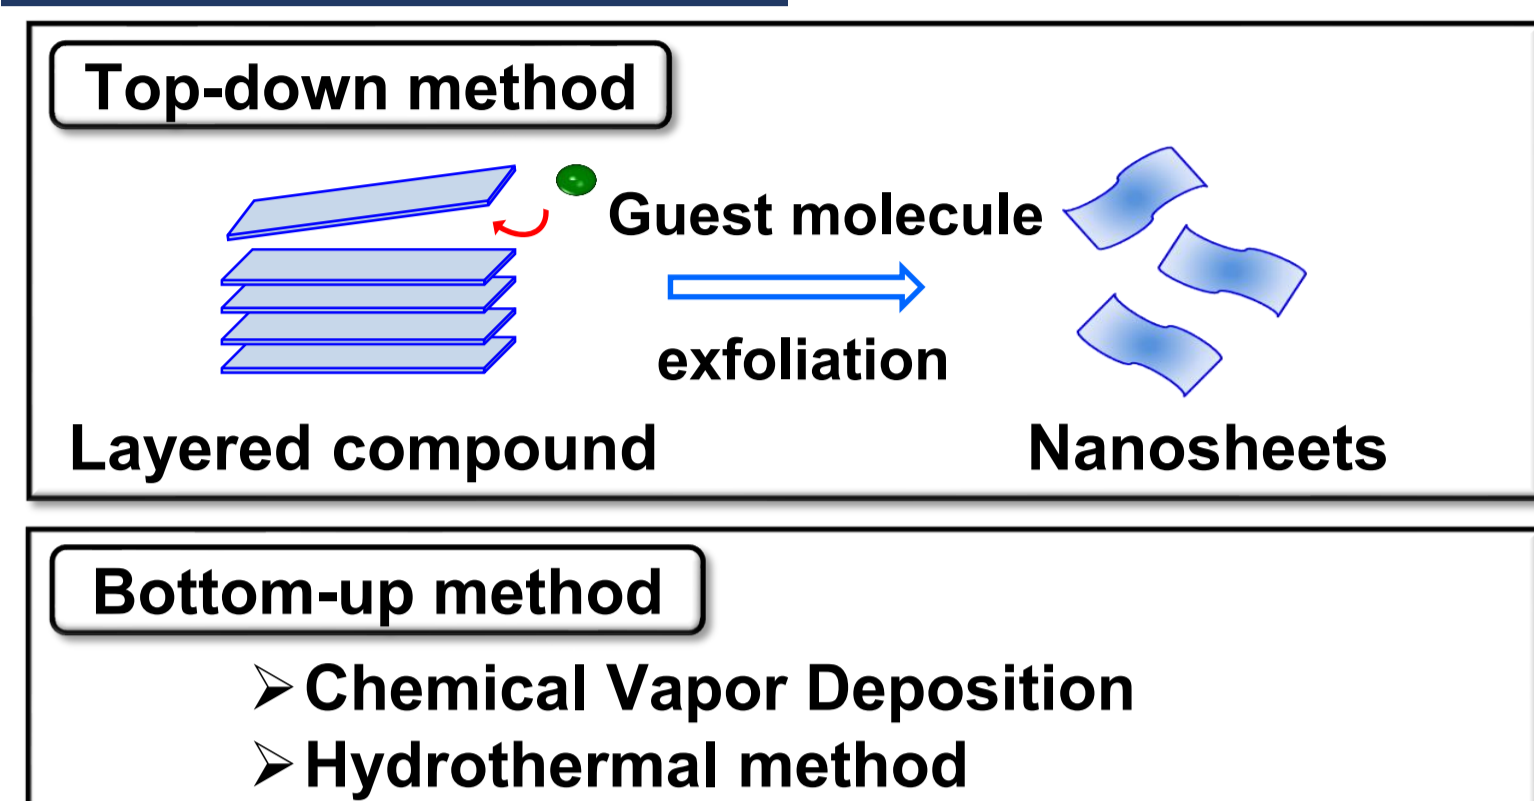 Top-down method
Guest molecule
exfoliation
Layered compound
Nanosheets
Bottom-up method
➢ Chemical Vapor Deposition
➢ Hydrothermal method